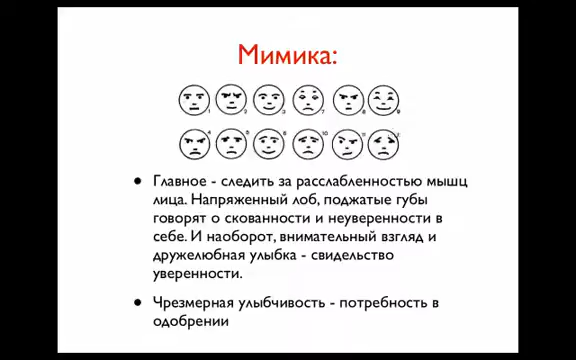 Мимика:
• Главное - следить за расслабленностью мышц
лица. Напряженный лоб, поджатые губы
говорят о скованности и неуверенности в
себе. И наоборот, внимательный взгляд и
дружелюбная улыбка - свидельство
уверенности.
• Чрезмерная улыбчивость - потребность в
одобрении